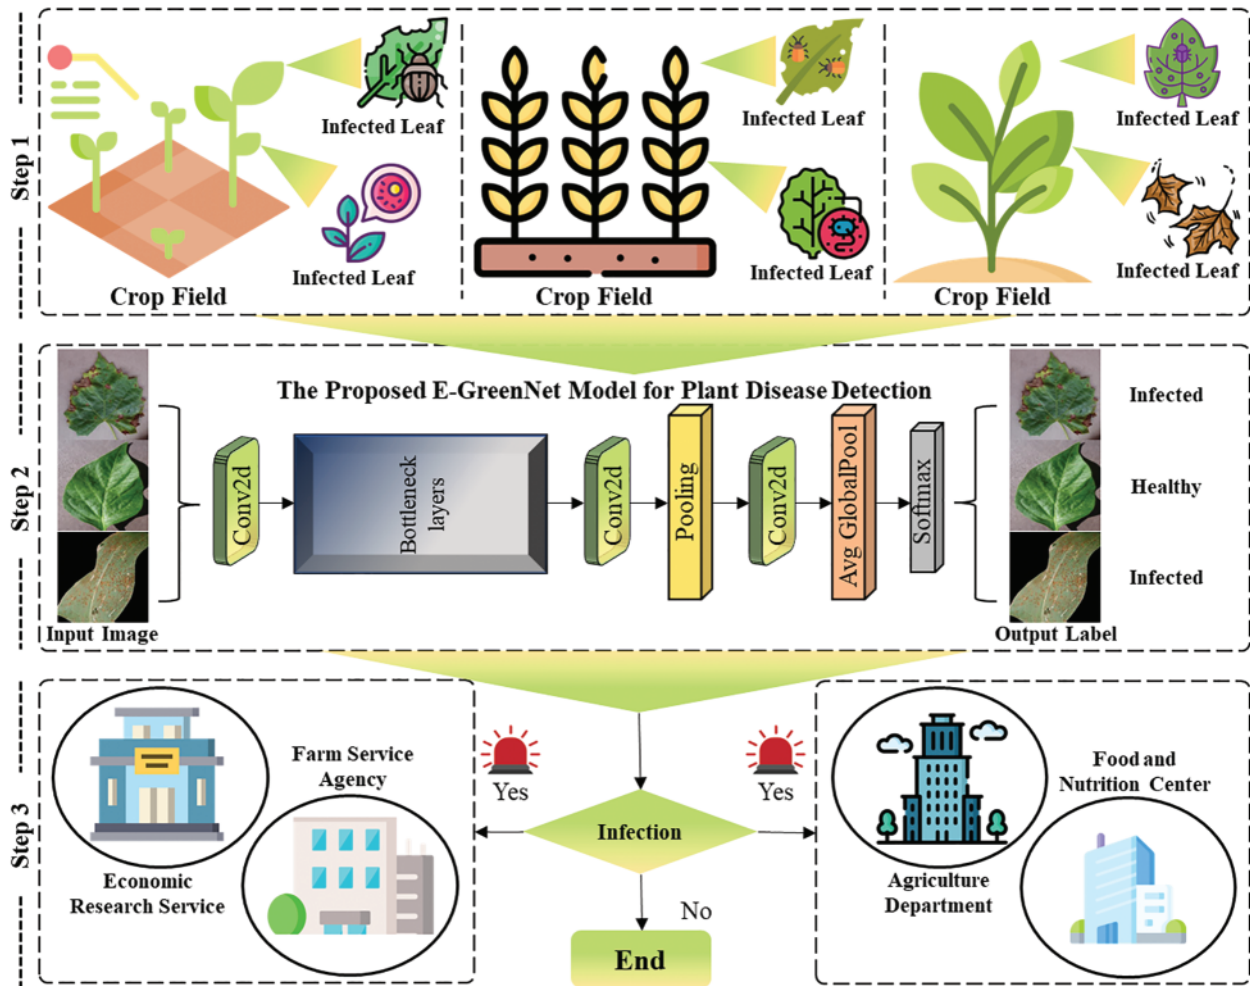 Step 1
Infected Leaf
Infected Leaf
Crop Field
Infected Leaf
Infected Leaf
Crop Field
Infected Leaf
Infected Leaf
Crop Field
Step 2
The Proposed E-GreenNet Model for Plant Disease Detection
Input Image
Conv2d
Bottleneck
layers
Conv2d
Pooling
Conv2d
Avg GlobalPool
Softmax
Infected
Healthy
Infected
Output Label
Step 3
Economic
Research Service
Farm Service
Agency
Yes
Infection
Yes
No
End
Agriculture
Department
Food and
Nutrition Center